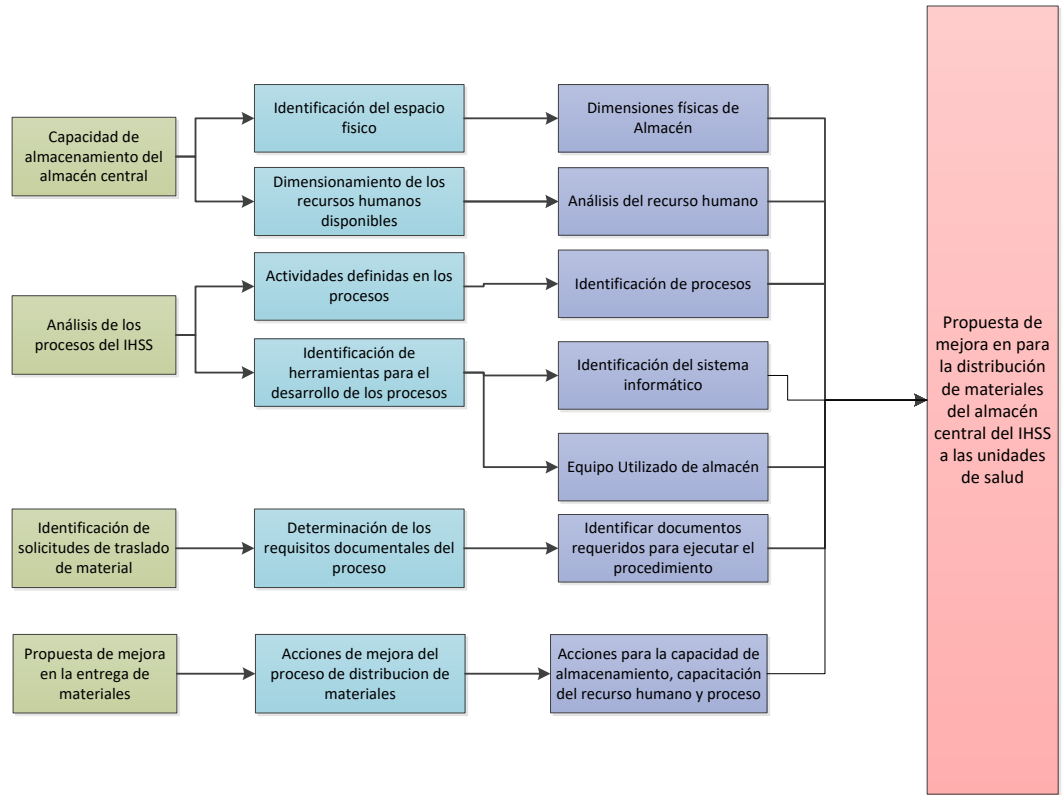 Capacidad de
almacenamiento del
almacén central
Identificación del espacio
fisico
Dimensiones físicas de
Almacén
Dimensionamiento de los
recursos humanos
disponibles
Análisis del recurso humano
Análisis de los
procesos del IHSS
Actividades definidas en los
procesos
Identificación de procesos
Identificación de
herramientas para el
desarrollo de los procesos
Identificación del sistema
informático
Equipo Utilizado de almacén
Identificación de
solicitudes de traslado
de material
Determinación de los
requisitos documentales del
proceso
Identificar documentos
requeridos para ejecutar el
procedimiento
Propuesta de mejora
en la entrega de
materiales
Acciones de mejora del
proceso de distribucion de
materiales
Acciones para la capacidad de
almacenamiento, capacitación
del recurso humano y proceso
Propuesta de
mejora en para
la distribución
de materiales
del almacén
central del IHSS
a las unidades
de salud